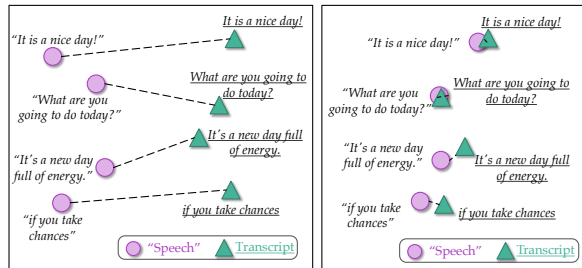 It is a nice day!
"It is a nice day!"
What are you going to
do today?
"What are you
going to do today?"
It's a new day full
of energy.
"It's a new day
full of energy."
if you take chances
"if you take
chances"
"Speech" Transcript
It is a nice day!
"It is a nice day!"
What are you going to
do today?
"What are you
going to do today?"
"It's a new day
full of energy."
It's a new day full
of energy.
"if you take
chances"
if you take chances
"Speech" Transcript